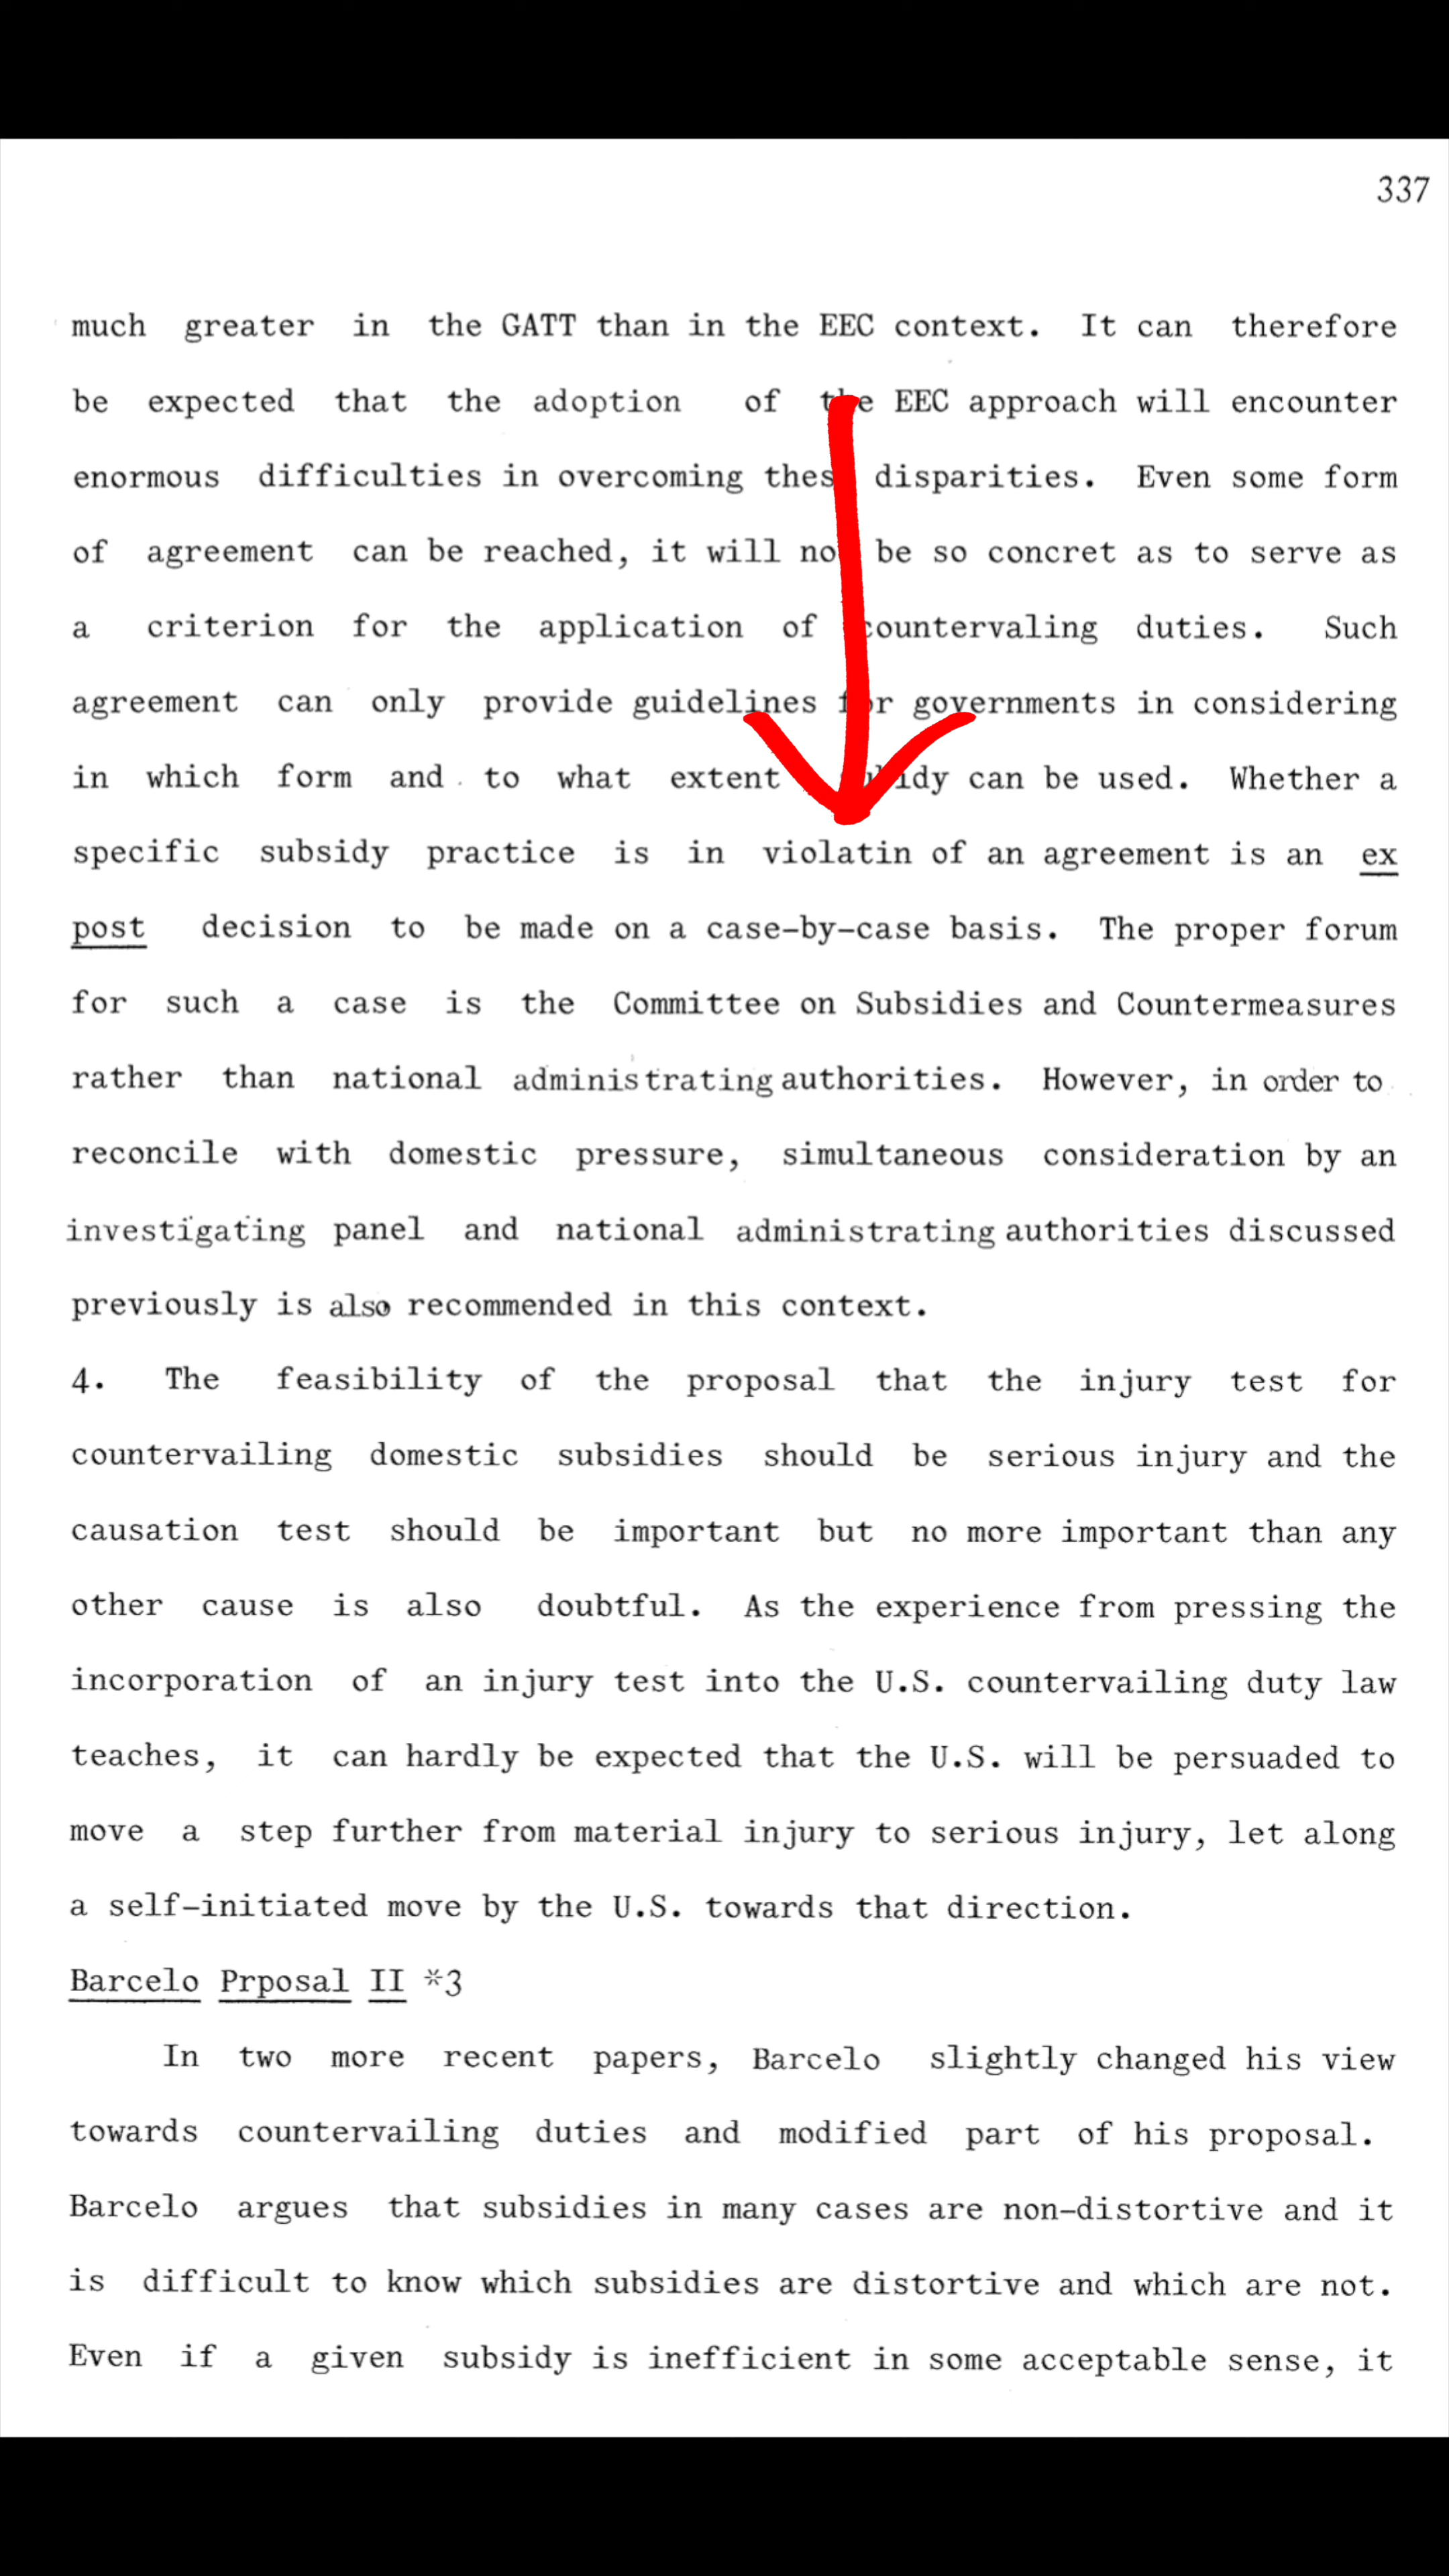 337
much greater in the GATT than in the EEC context. It can therefore
be expected that the adoption of the EEC approach will encounter
enormous difficulties in overcoming thes disparities. Even some form
of agreement can be reached, it will no be so concret as to serve as
a criterion for the application of countervaling duties. Such
agreement can only provide guidelines for governments in considering
in which form and to what extent can be used. Whether a
specific subsidy practice is in violatin of an agreement is an ex
post decision to be made on a case-by-case basis. The proper forum
for such a case is the Committee on Subsidies and Countermeasures
rather than national administrating authorities. However, in order to
reconcile with domestic pressure, simultaneous consideration by an
investigating panel and national administrating authorities discussed
previously is also recommended in this context.
4. The feasibility of the proposal that the injury test for
countervailing domestic subsidies should be serious injury and the
causation test should be important but no more important than any
other cause is also doubtful. As the experience from pressing the
incorporation of an injury test into the U.S. countervailing duty law
teaches, it can hardly be expected that the U.S. will be persuaded to
move a step further from material injury to serious injury, let along
a self-initiated move by the U.S. towards that direction.
Barcelo Prposal II *3
In two more recent papers, Barcelo slightly changed his view
towards countervailing duties and modified part of his proposal.
Barcelo argues that subsidies in many cases are non-distortive and it
is difficult to know which subsidies are distortive and which are not.
Even if a given subsidy is inefficient in some acceptable sense, it